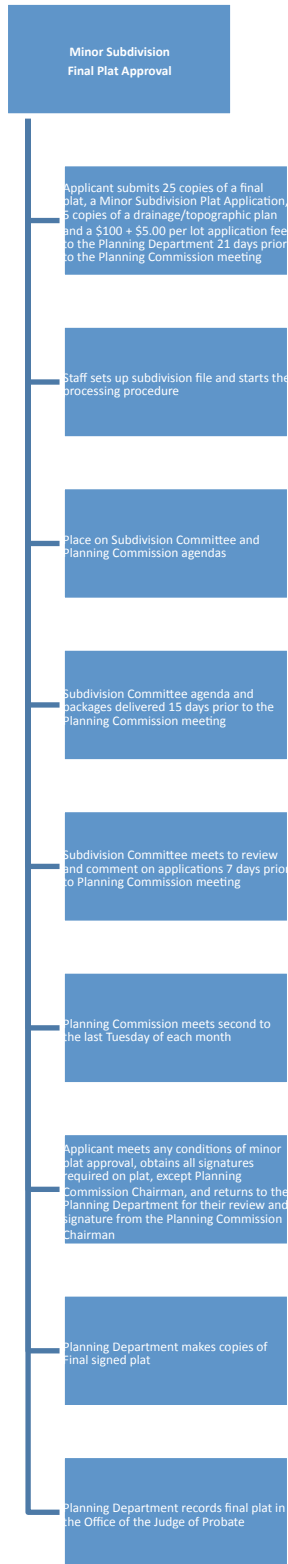 Minor Subdivision
Final Plat Approval
Applicant submits 25 copies of a final
plat, a Minor Subdivision Plat Application,
5 copies of a drainage/topographic plan
and a $100 + $5.00 per lot application fee
to the Planning Department 21 days prior
to the Planning Commission meeting
Staff sets up subdivision file and starts the
processing procedure
Place on Subdivision Committee and
Planning Commission agendas
Subdivision Committee agenda and
packages delivered 15 days prior to the
Planning Commission meeting
Subdivision Committee meets to review
and comment on applications 7 days prior
to Planning Commission meeting
Planning Commission meets second to
the last Tuesday of each month
Applicant meets any conditions of minor
plat approval, obtains all signatures
required on plat, except Planning
Commission Chairman, and returns to the
Planning Department for their review and
signature from the Planning Commission
Chairman
Planning Department makes copies of
Final signed plat
Planning Department records final plat in
the Office of the Judge of Probate